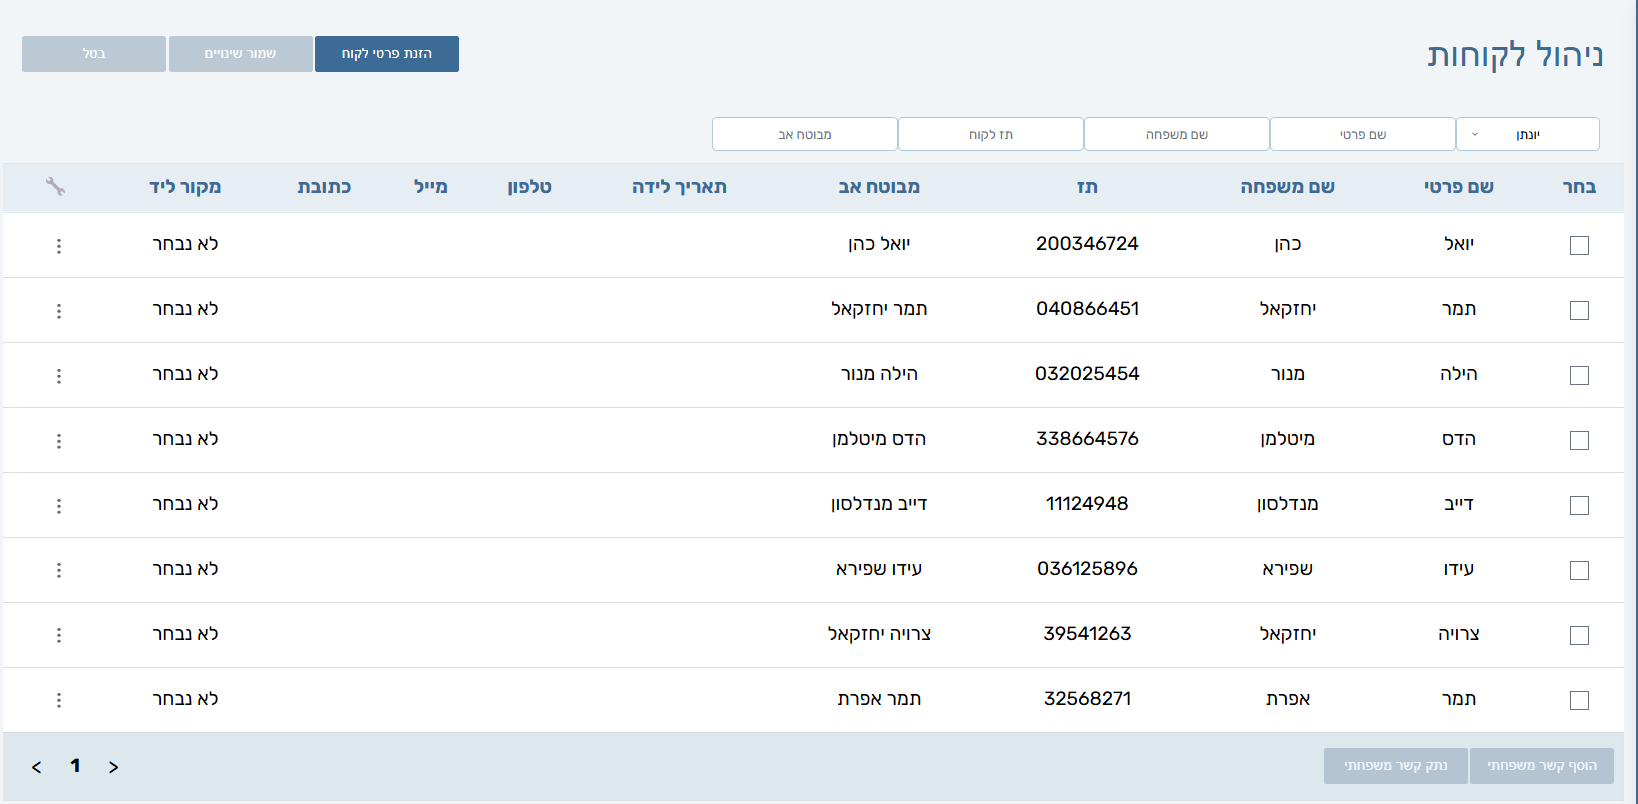 ניהול לקוחות
הזנת פרטי לקוח שמור שינויים בטל
יונתן שם פרטי שם משפחה תז לקוח מבוטח אב
בחר שם פרטי שם משפחה תז מבוטח אב תאריך לידה טלפון מייל כתובת מקור ליד
יואל כהן 200346724 יואל כהן לא נבחר
תמר יחזקאל 040866451 תמר יחזקאל לא נבחר
הילה מנור 032025454 הילה מנור לא נבחר
הדס מיטלמן 338664576 הדס מיטלמן לא נבחר
דייב מנדלסון 11124948 דייב מנדלסון לא נבחר
עידו שפירא 036125896 עידו שפירא לא נבחר
צרויה יחזקאל 39541263 צרויה יחזקאל לא נבחר
תמר אפרת 32568271 תמר אפרת לא נבחר
הוסף קשר משפחתי נתק קשר משפחתי < 1 >